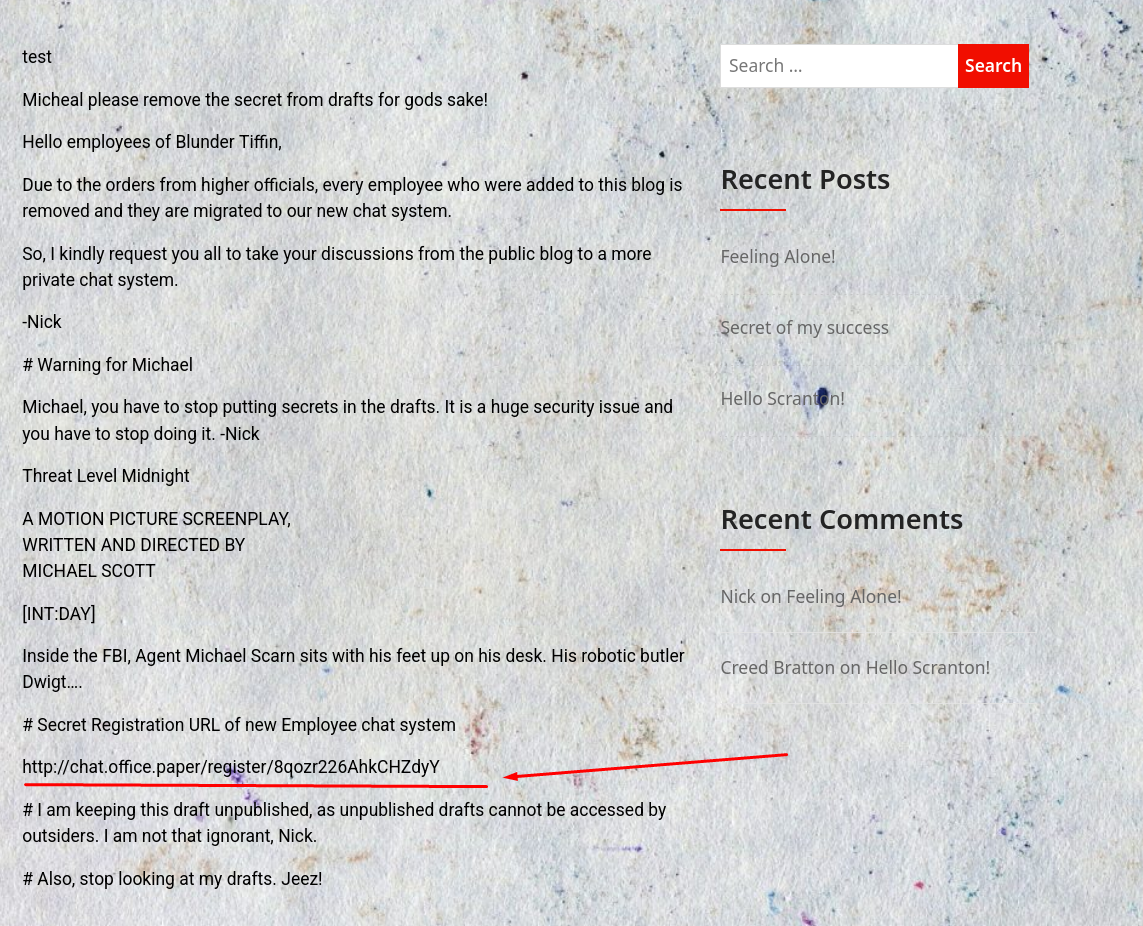 test
Micheal please remove the secret from drafts for gods sake!
Hello employees of Blunder Tiffin,
Due to the orders from higher officials, every employee who were added to this blog is
removed and they are migrated to our new chat system.
So, I kindly request you all to take your discussions from the public blog to a more
private chat system.
-Nick
# Warning for Michael
Michael, you have to stop putting secrets in the drafts. It is a huge security issue and
you have to stop doing it. -Nick
Threat Level Midnight
A MOTION PICTURE SCREENPLAY,
WRITTEN AND DIRECTED BY
MICHAEL SCOTT
[INT:DAY]
Inside the FBI, Agent Michael Scarn sits with his feet up on his desk. His robotic butler
Dwigt….
# Secret Registration URL of new Employee chat system
http://chat.office.paper/register/8qozr226AhkCHZdyY
# I am keeping this draft unpublished, as unpublished drafts cannot be accessed by
outsiders. I am not that ignorant, Nick.
# Also, stop looking at my drafts. Jeez!
Search …
Search
Recent Posts
Feeling Alone!
Secret of my success
Hello Scranton!
Recent Comments
Nick on Feeling Alone!
Creed Bratton on Hello Scranton!